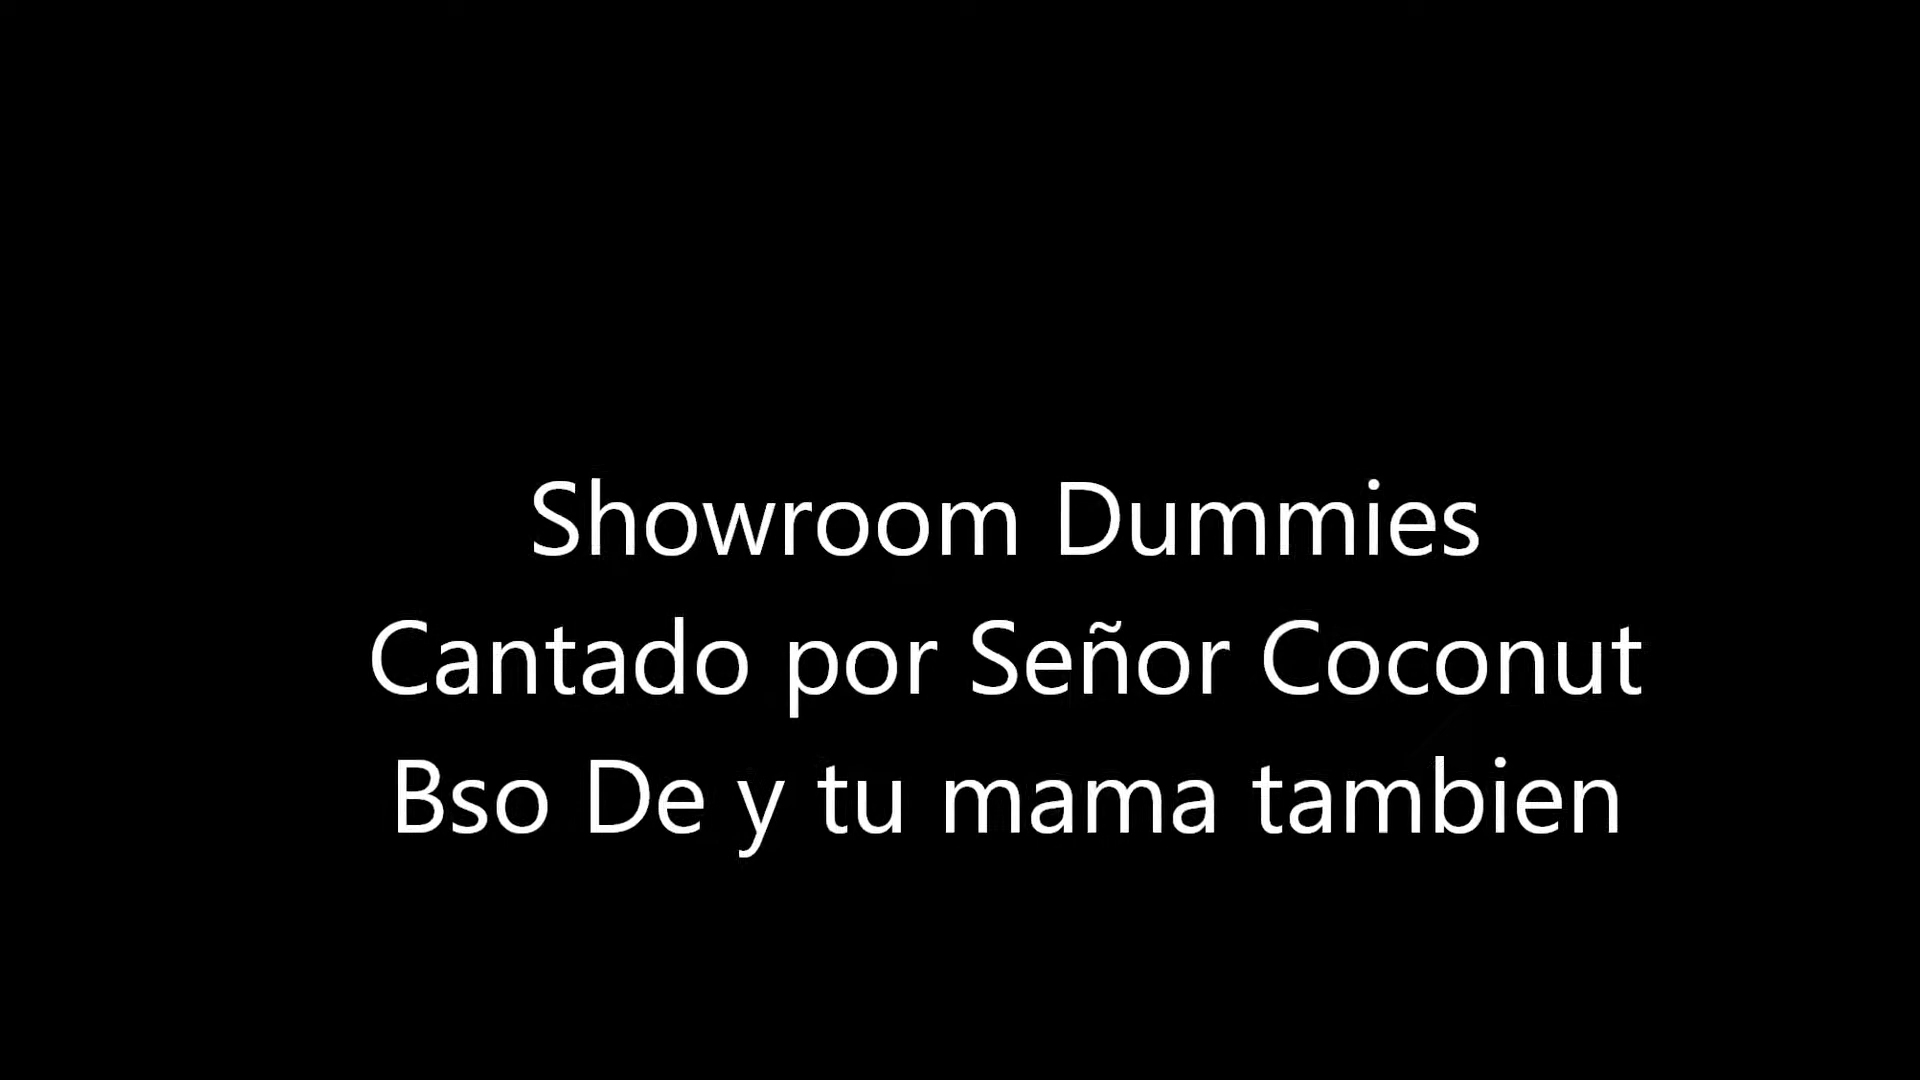 Showroom Dummies
Cantado por Señor Coconut
Bso De y tu mama tambien